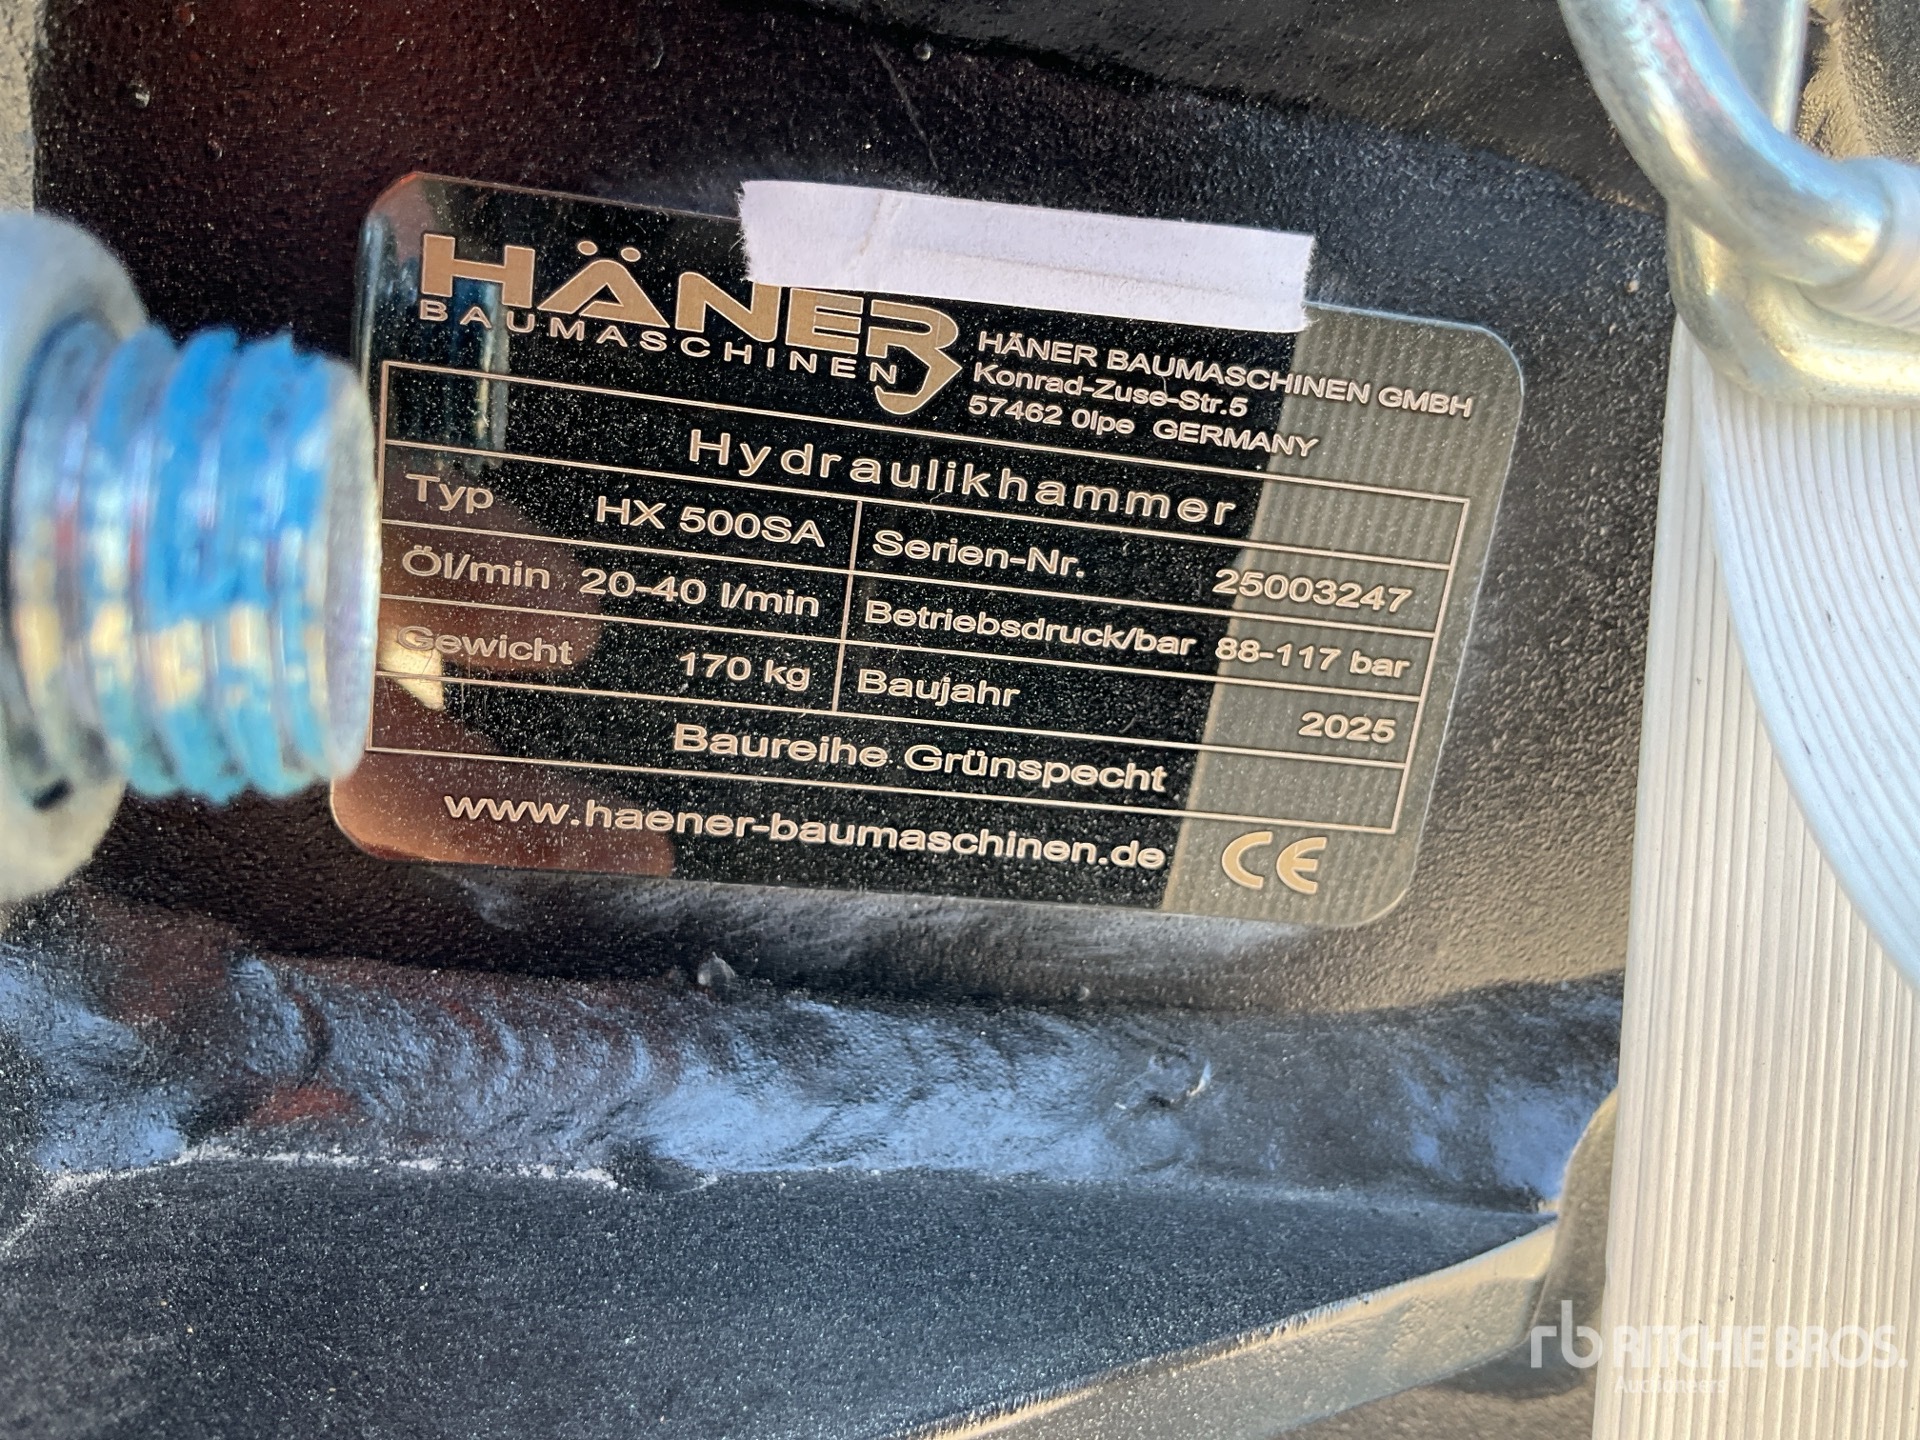 HÄNER
BAUMASCHINEN
HÄNER BAUMASCHINEN GMBH
Konrad-Zuse-Str.5
57462 Olpe GERMANY
Hydraulikhammer
Typ HX 500SA Serien-Nr. 25003247
Öl/min 20-40 l/min Betriebsdruck/bar 88-117 bar
Gewicht 170 kg Baujahr 2025
Baureihe Grünspecht
www.haener-baumaschinen.de CE
rb RITCHIE BROS.
Auctioneers